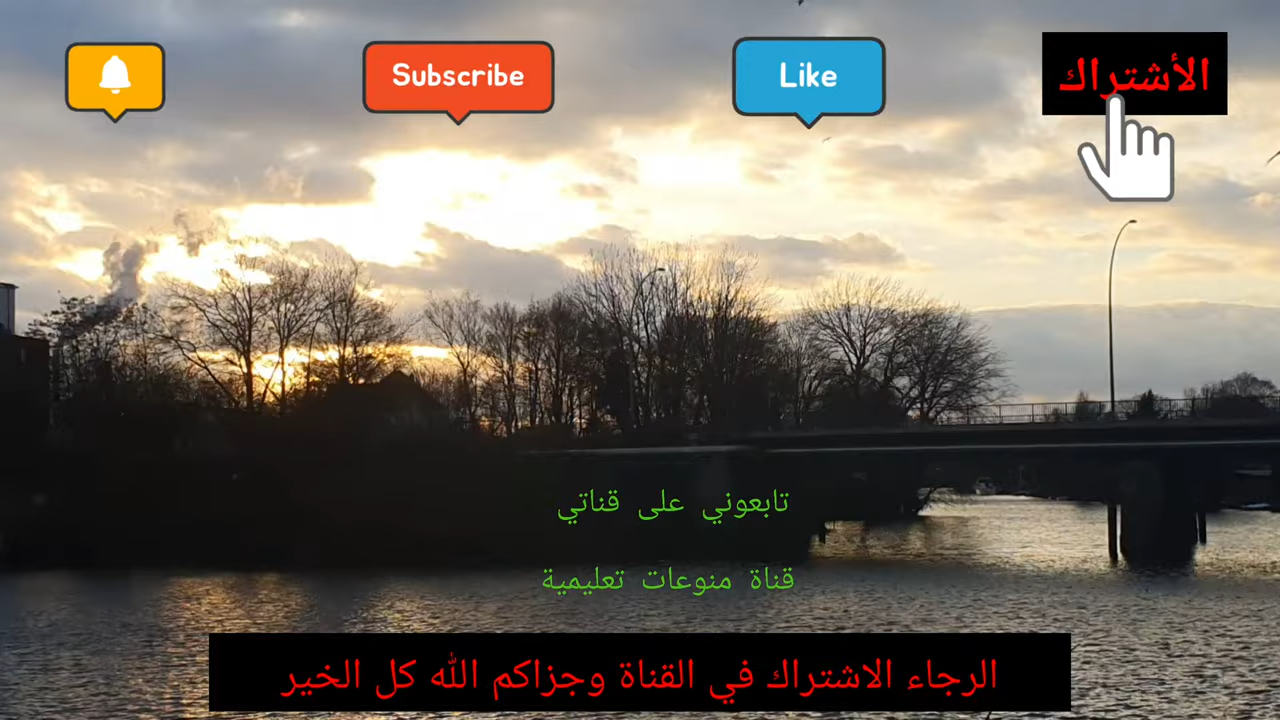 Subscribe
Like
الأشتراك
تابعوني على قناتي
قناة منوعات تعليمية
الرجاء الاشتراك في القناة وجزاكم الله كل الخير